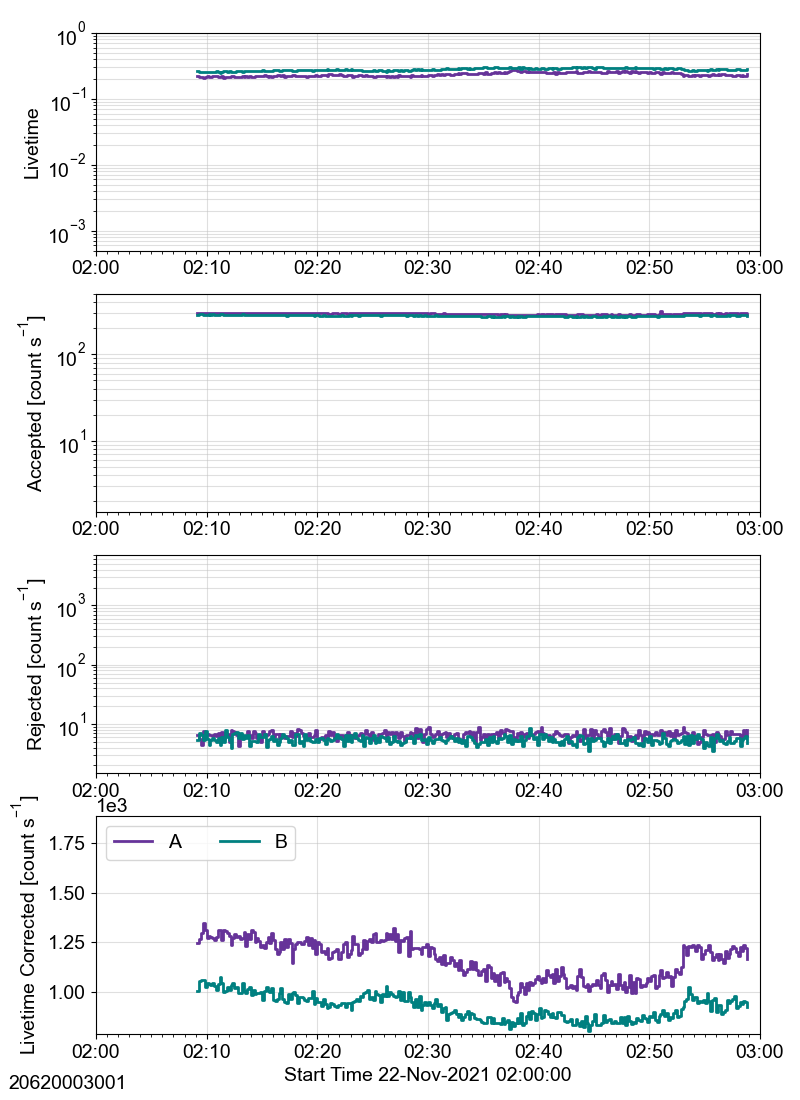 10^0
10^-1
10^-2
10^-3
Livetime
02:00 02:10 02:20 02:30 02:40 02:50 03:00
10^2
10^1
Accepted [count s^-1]
02:00 02:10 02:20 02:30 02:40 02:50 03:00
10^3
10^2
10^1
Rejected [count s^-1]
02:00 02:10 02:20 02:30 02:40 02:50 03:00
1e3
A B
1.75
1.50
1.25
1.00
Livetime Corrected [count s^-1]
02:00 02:10 02:20 02:30 02:40 02:50 03:00
Start Time 22-Nov-2021 02:00:00
20620003001